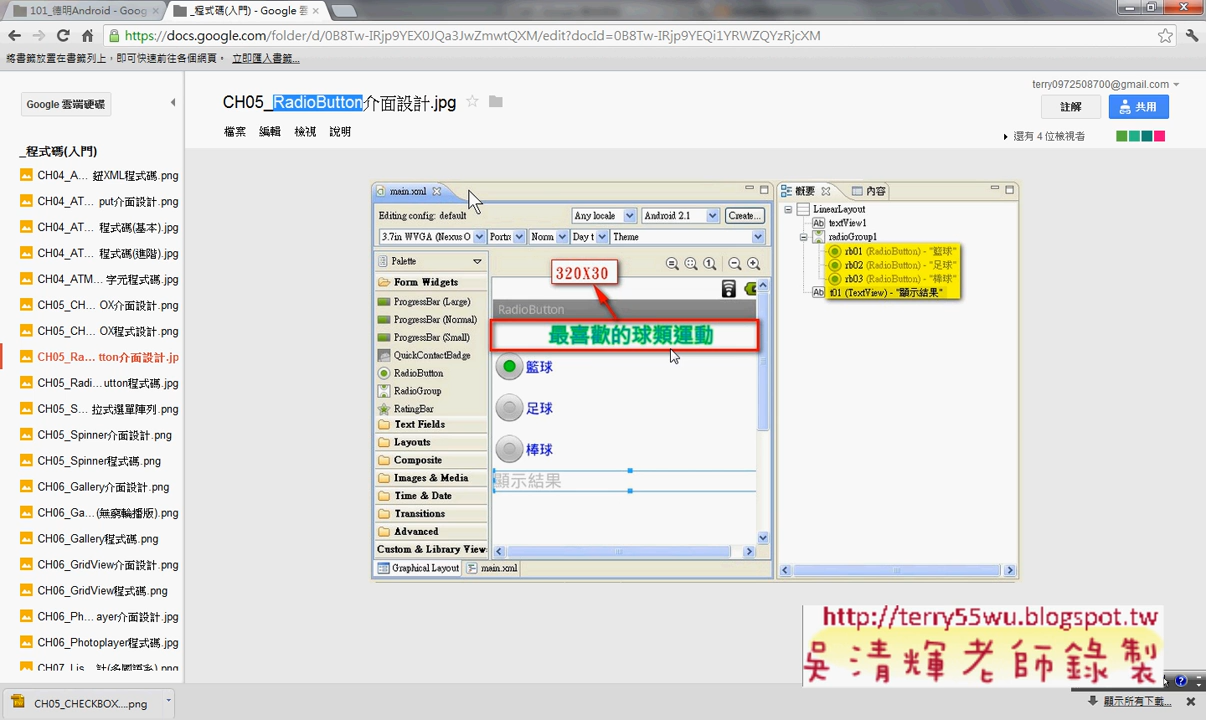 101_德明Android - Goog
_程式碼(入門) - Google 雲
https://docs.google.com/folder/d/0B8Tw-IRjp9YEX0JQa3JwZmwtQXM/edit?docId=0B8Tw-IRjp9YEQi1YRWZQYzRjcXM
將書籤放置在書籤列上，即可快速前往各個網頁。 立即匯入書籤...
terry0972508700@gmail.com
Google 雲端硬碟
CH05_RadioButton介面設計.jpg
註解
共用
檔案 編輯 檢視 說明
還有 4 位檢視者
_程式碼(入門)
CH04_A... 鈕XML程式碼.png
CH04_AT... put介面設計.png
CH04_AT... 程式碼(基本).png
CH04_AT... 程式碼(進階).png
CH04_ATM... 字元程式碼.png
CH05_CH... OX介面設計.png
CH05_CH... OX程式碼.png
CH05_Ra... tton介面設計.jp
CH05_Radi...utton程式碼.jpg
CH05_S... 拉式選單陣列.png
CH05_Spinner介面設計.png
CH05_Spinner程式碼.png
CH06_Gallery介面設計.png
CH06_Ga...(無窮輪播版).png
CH06_Gallery程式碼.png
CH06_GridView介面設計.png
CH06_GridView程式碼.png
CH06_Ph...ayer介面設計.png
CH06_Photoplayer程式碼.jpg
main.xml
Editing config: default
Any locale
Android 2.1
Create...
3.7in WVGA (Nexus O
Portr
Norm
Day t
Theme
Palette
Form Widgets
ProgressBar (Large)
ProgressBar (Normal)
ProgressBar (Small)
QuickContactBadge
RadioButton
RadioGroup
RatingBar
Text Fields
Layouts
Composite
Images & Media
Time & Date
Transitions
Advanced
Custom & Library View
Graphical Layout
main.xml
320X30
RadioButton
最喜歡的球類運動
籃球
足球
棒球
顯示結果
概要
內容
LinearLayout
textView1
radioGroup1
rb01 (RadioButton) - "籃球"
rb02 (RadioButton) - "足球"
rb03 (RadioButton) - "棒球"
t01 (TextView) - "顯示結果"
http://terry55wu.blogspot.tw
吳清輝老師錄製
CH05_CHECKBOX....png
顯示所有下載...